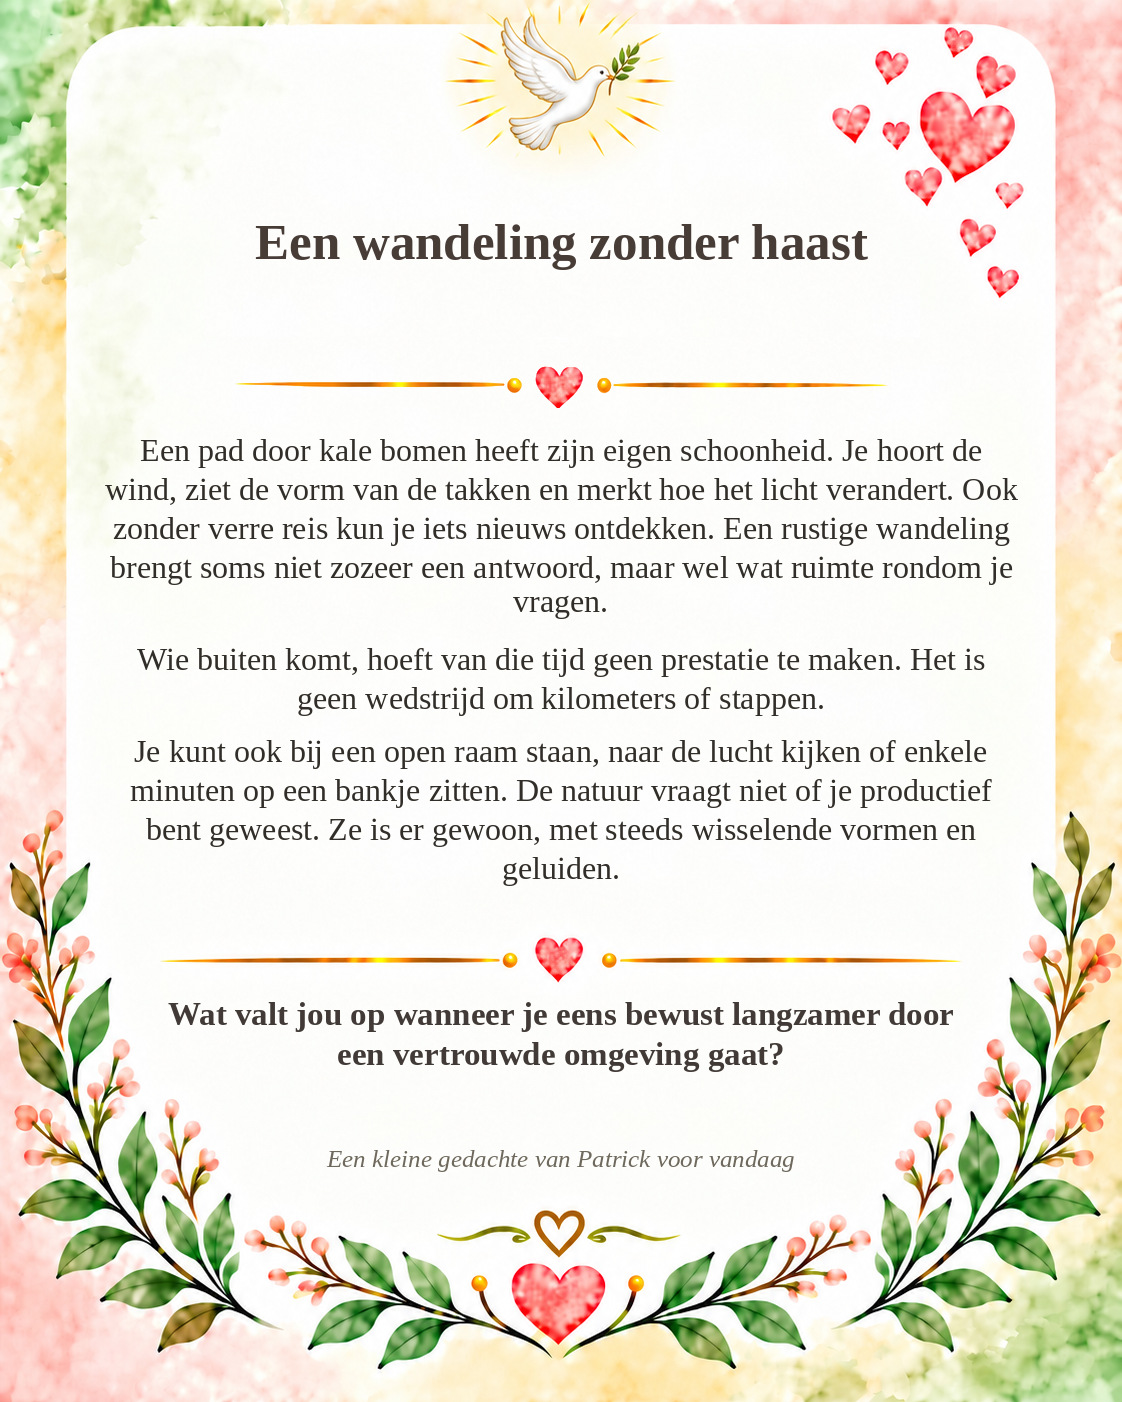 Een wandeling zonder haast
Een pad door kale bomen heeft zijn eigen schoonheid. Je hoort de
wind, ziet de vorm van de takken en merkt hoe het licht verandert. Ook
zonder verre reis kun je iets nieuws ontdekken. Een rustige wandeling
brengt soms niet zozeer een antwoord, maar wel wat ruimte rondom je
vragen.
Wie buiten komt, hoeft van die tijd geen prestatie te maken. Het is
geen wedstrijd om kilometers of stappen.
Je kunt ook bij een open raam staan, naar de lucht kijken of enkele
minuten op een bankje zitten. De natuur vraagt niet of je productief
bent geweest. Ze is er gewoon, met steeds wisselende vormen en
geluiden.
Wat valt jou op wanneer je eens bewust langzamer door
een vertrouwde omgeving gaat?
Een kleine gedachte van Patrick voor vandaag